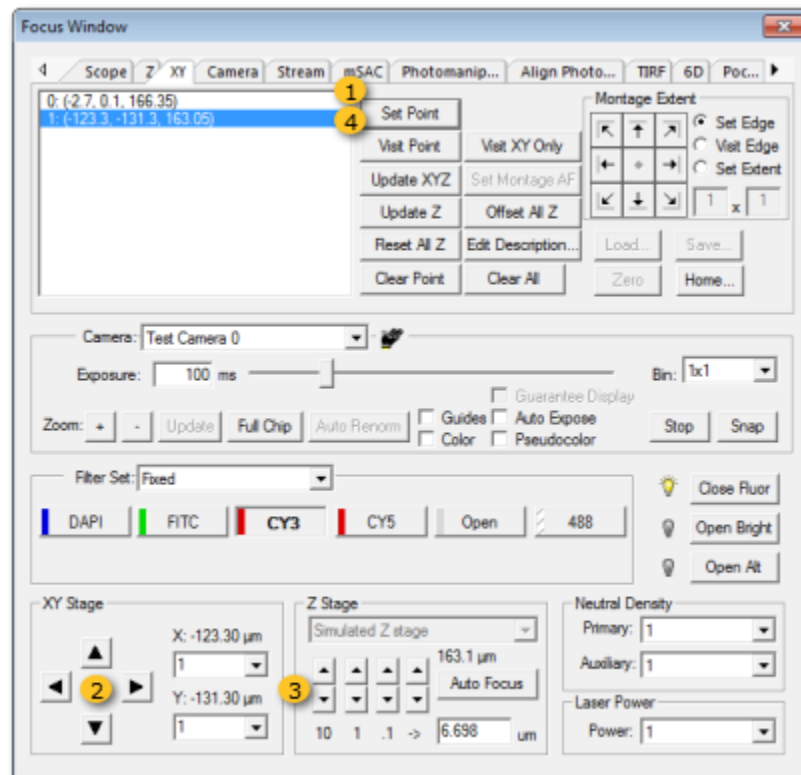 Focus Window
Scope Z XY Camera Stream mSAC Photomanip... Align Photo... TIRF 6D Poc...
0: (-2.7, 0.1, 166.35)
1: (-123.3, -131.3, 163.05)
1
4
Set Point
Visit Point Visit XY Only
Update XYZ Set Montage AF
Update Z Offset All Z
Reset All Z Edit Description...
Clear Point Clear All
Montage Extent
Set Edge
Visit Edge
Set Extent
1 x 1
Load... Save...
Zero Home...
Camera: Test Camera 0
Exposure: 100 ms
Bin: 1x1
Guarantee Display
Zoom: + - Update Full Chip Auto Renorm
Guides Auto Expose
Color Pseudocolor
Stop Snap
Filter Set: Fixed
DAPI FITC CY3 CY5 Open 488
Close Fluor
Open Bright
Open Alt
XY Stage
2
X: -123.30 µm
1
Y: -131.30 µm
1
Z Stage
Simulated Z stage
3
163.1 µm
Auto Focus
10 1 .1 -> 6.698 um
Neutral Density
Primary: 1
Auxiliary: 1
Laser Power
Power: 1